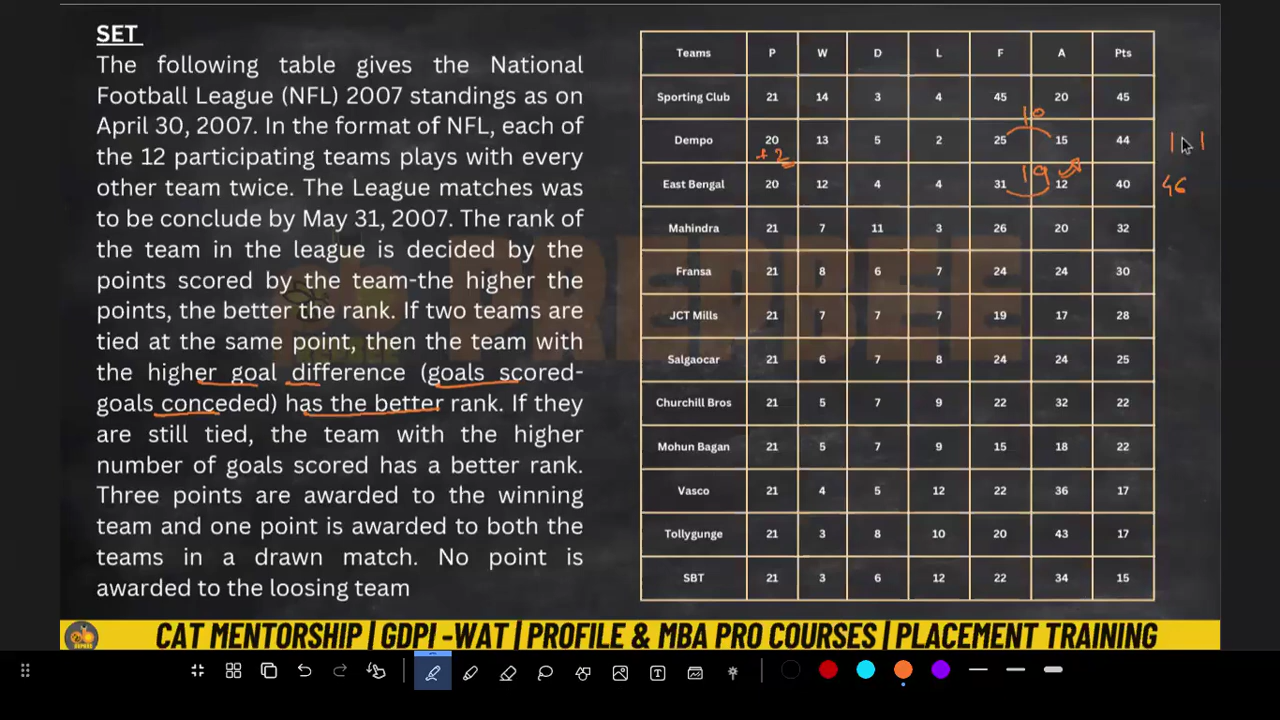 SET
The following table gives the National
Football League (NFL) 2007 standings as on
April 30, 2007. In the format of NFL, each of
the 12 participating teams plays with every
other team twice. The League matches was
to be conclude by May 31, 2007. The rank of
the team in the league is decided by the
points scored by the team-the higher the
points, the better the rank. If two teams are
tied at the same point, then the team with
the higher goal difference (goals scored-
goals conceded) has the better rank. If they
are still tied, the team with the higher
number of goals scored has a better rank.
Three points are awarded to the winning
team and one point is awarded to both the
teams in a drawn match. No point is
awarded to the loosing team
Teams P W D L F A Pts
Sporting Club 21 14 3 4 45 20 45
10
Dempo 20 13 5 2 25 15 44 1 1
+2
19
East Bengal 20 12 4 4 31 12 40 46
Mahindra 21 7 11 3 26 20 32
Fransa 21 8 6 7 24 24 30
JCT Mills 21 7 7 7 19 17 28
Salgaocar 21 6 7 8 24 24 25
Churchill Bros 21 5 7 9 22 32 22
Mohun Bagan 21 5 7 9 15 18 22
Vasco 21 4 5 12 22 36 17
Tollygunge 21 3 8 10 20 43 17
SBT 21 3 6 12 22 34 15
PREPBEE
CAT MENTORSHIP | GDPI -WAT | PROFILE & MBA PRO COURSES | PLACEMENT TRAINING